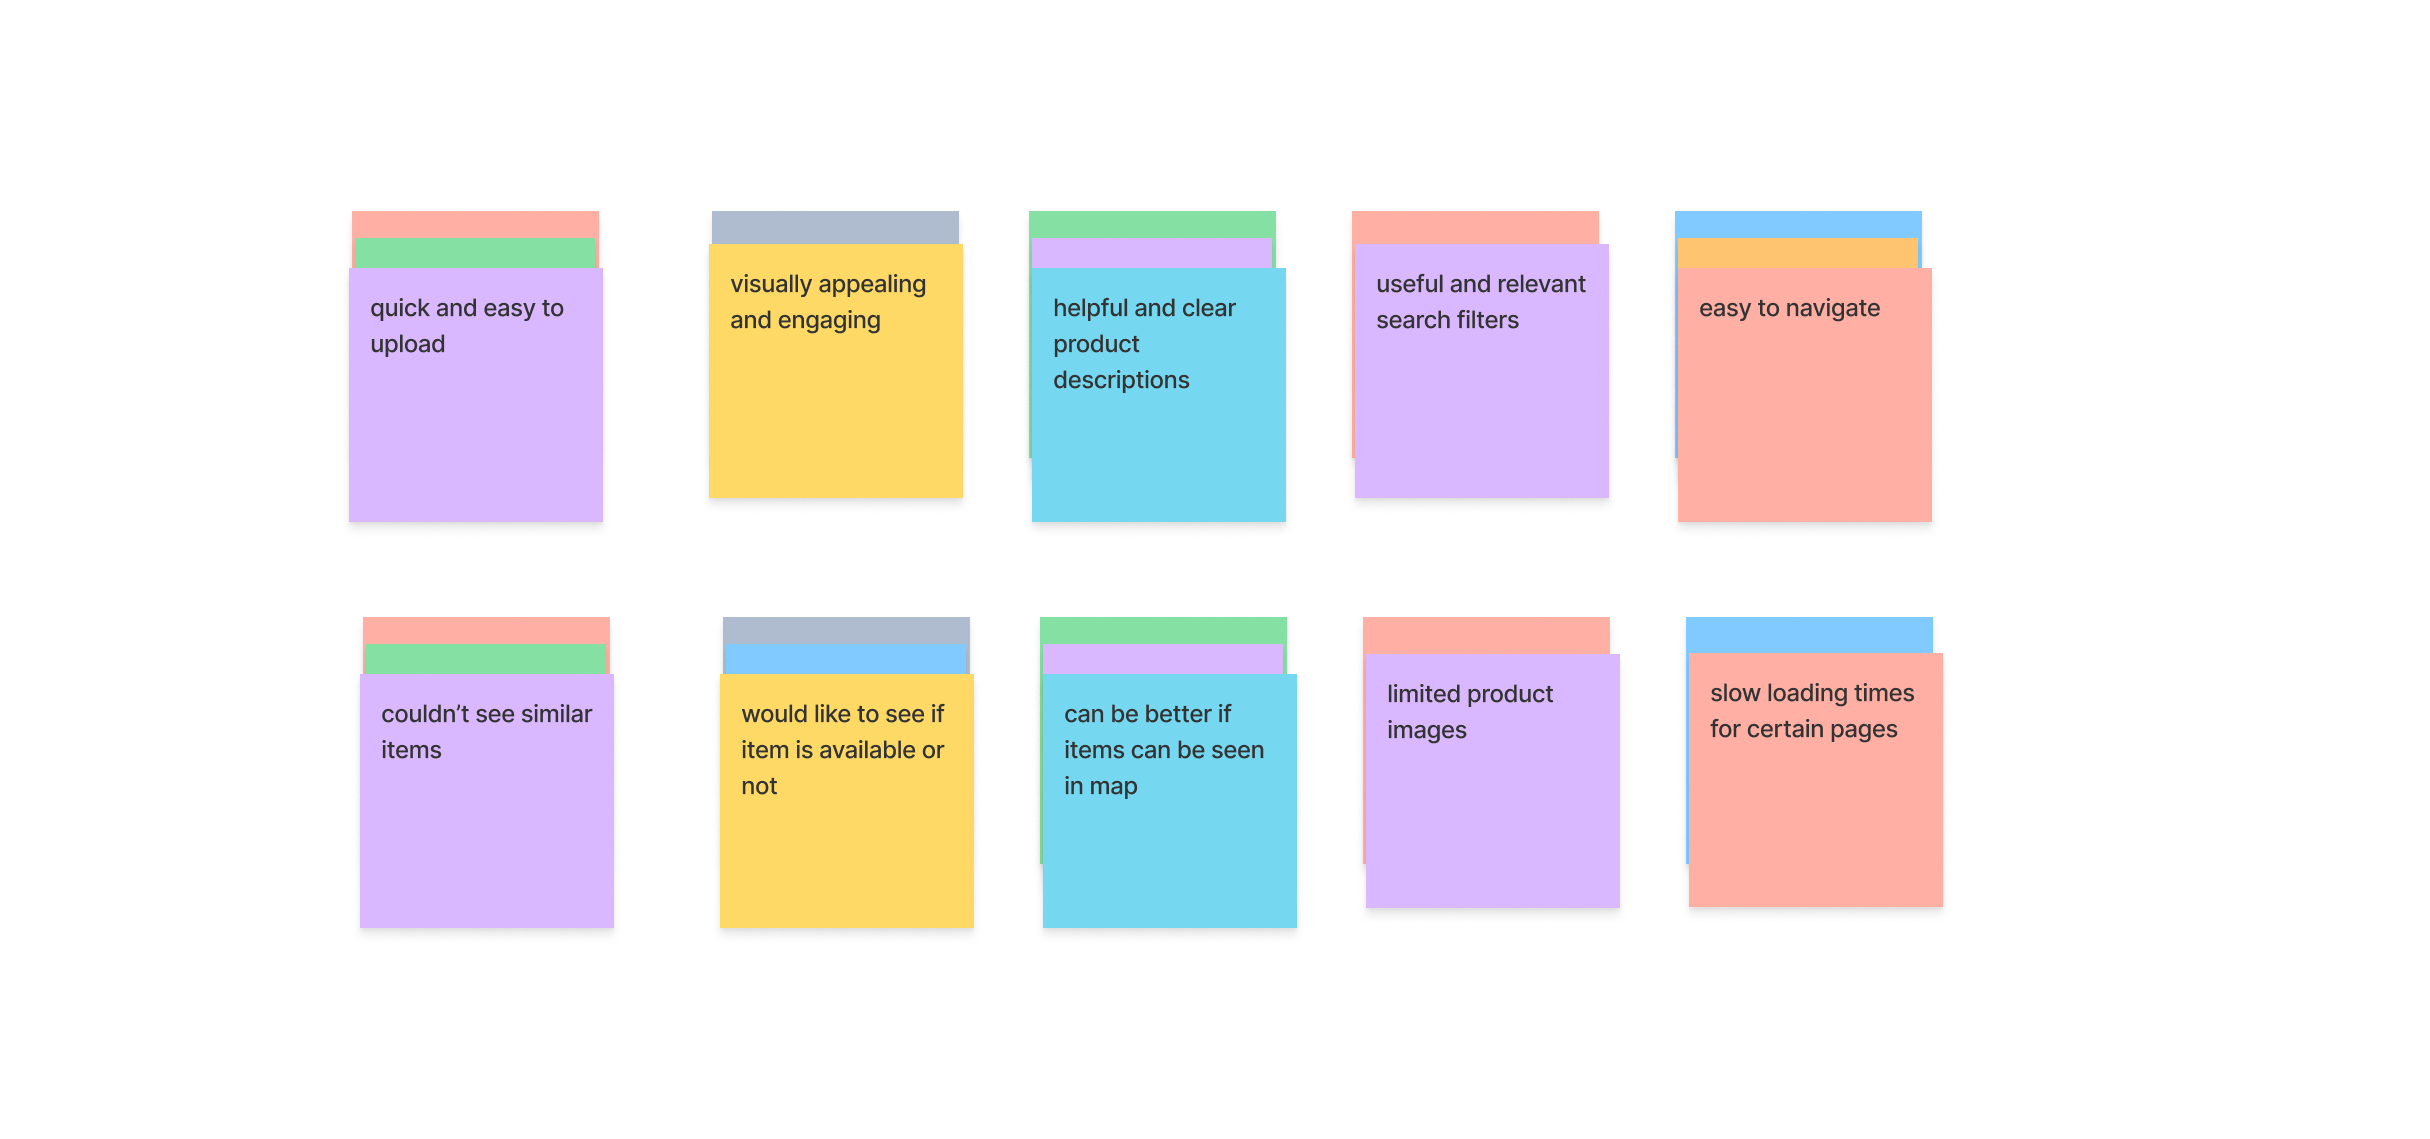 quick and easy to
upload
visually appealing
and engaging
helpful and clear
product
descriptions
useful and relevant
search filters
easy to navigate
couldn’t see similar
items
would like to see if
item is available or
not
can be better if
items can be seen
in map
limited product
images
slow loading times
for certain pages